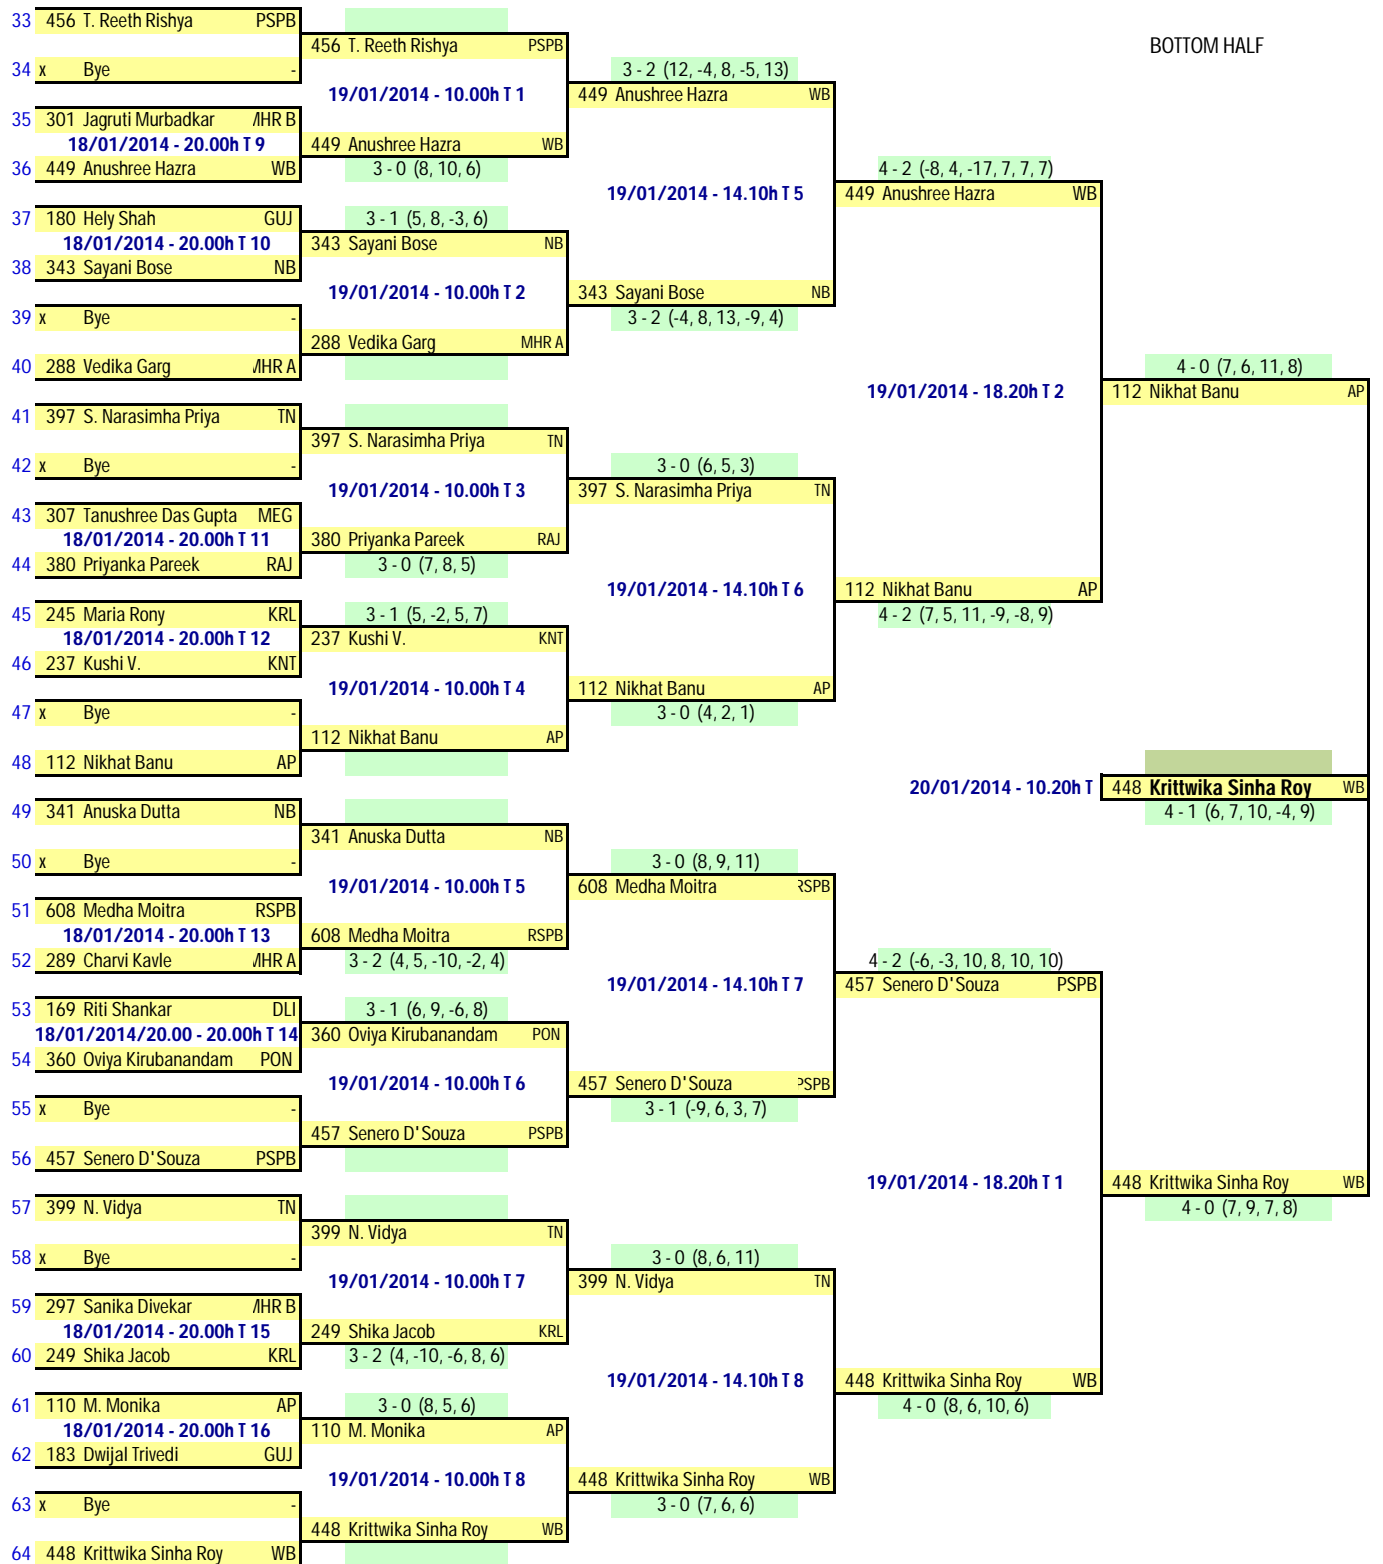 BOTTOM HALF
33 456 T. Reeth Rishya PSPB
456 T. Reeth Rishya PSPB
34 x Bye -
3 - 2 (12, -4, 8, -5, 13)
19/01/2014 - 10.00h T 1
449 Anushree Hazra WB
35 301 Jagruti Murbadkar MHR B
18/01/2014 - 20.00h T 9
449 Anushree Hazra WB
36 449 Anushree Hazra WB
3 - 0 (8, 10, 6)
4 - 2 (-8, 4, -17, 7, 7, 7)
19/01/2014 - 14.10h T 5
449 Anushree Hazra WB
37 180 Hely Shah GUJ
3 - 1 (5, 8, -3, 6)
18/01/2014 - 20.00h T 10
343 Sayani Bose NB
38 343 Sayani Bose NB
19/01/2014 - 10.00h T 2
343 Sayani Bose NB
39 x Bye -
3 - 2 (-4, 8, 13, -9, 4)
288 Vedika Garg MHR A
40 288 Vedika Garg MHR A
4 - 0 (7, 6, 11, 8)
19/01/2014 - 18.20h T 2
112 Nikhat Banu AP
41 397 S. Narasimha Priya TN
397 S. Narasimha Priya TN
42 x Bye -
3 - 0 (6, 5, 3)
19/01/2014 - 10.00h T 3
397 S. Narasimha Priya TN
43 307 Tanushree Das Gupta MEG
18/01/2014 - 20.00h T 11
380 Priyanka Pareek RAJ
44 380 Priyanka Pareek RAJ
3 - 0 (7, 8, 5)
19/01/2014 - 14.10h T 6
112 Nikhat Banu AP
45 245 Maria Rony KRL
3 - 1 (5, -2, 5, 7)
4 - 2 (7, 5, 11, -9, -8, 9)
18/01/2014 - 20.00h T 12
237 Kushi V. KNT
46 237 Kushi V. KNT
19/01/2014 - 10.00h T 4
112 Nikhat Banu AP
47 x Bye -
3 - 0 (4, 2, 1)
112 Nikhat Banu AP
48 112 Nikhat Banu AP
20/01/2014 - 10.20h T
448 Krittwika Sinha Roy WB
49 341 Anuska Dutta NB
4 - 1 (6, 7, 10, -4, 9)
341 Anuska Dutta NB
50 x Bye -
3 - 0 (8, 9, 11)
19/01/2014 - 10.00h T 5
608 Medha Moitra RSPB
51 608 Medha Moitra RSPB
18/01/2014 - 20.00h T 13
608 Medha Moitra RSPB
52 289 Charvi Kavle MHR A
3 - 2 (4, 5, -10, -2, 4)
4 - 2 (-6, -3, 10, 8, 10, 10)
19/01/2014 - 14.10h T 7
457 Senero D'Souza PSPB
53 169 Riti Shankar DLI
3 - 1 (6, 9, -6, 8)
18/01/2014/20.00 - 20.00h T 14
360 Oviya Kirubanandam PON
54 360 Oviya Kirubanandam PON
19/01/2014 - 10.00h T 6
457 Senero D'Souza PSPB
55 x Bye -
3 - 1 (-9, 6, 3, 7)
457 Senero D'Souza PSPB
56 457 Senero D'Souza PSPB
19/01/2014 - 18.20h T 1
448 Krittwika Sinha Roy WB
57 399 N. Vidya TN
4 - 0 (7, 9, 7, 8)
399 N. Vidya TN
58 x Bye -
3 - 0 (8, 6, 11)
19/01/2014 - 10.00h T 7
399 N. Vidya TN
59 297 Sanika Divekar MHR B
18/01/2014 - 20.00h T 15
249 Shika Jacob KRL
60 249 Shika Jacob KRL
3 - 2 (4, -10, -6, 8, 6)
19/01/2014 - 14.10h T 8
448 Krittwika Sinha Roy WB
61 110 M. Monika AP
3 - 0 (8, 5, 6)
4 - 0 (8, 6, 10, 6)
18/01/2014 - 20.00h T 16
110 M. Monika AP
62 183 Dwijal Trivedi GUJ
19/01/2014 - 10.00h T 8
448 Krittwika Sinha Roy WB
63 x Bye -
3 - 0 (7, 6, 6)
448 Krittwika Sinha Roy WB
64 448 Krittwika Sinha Roy WB